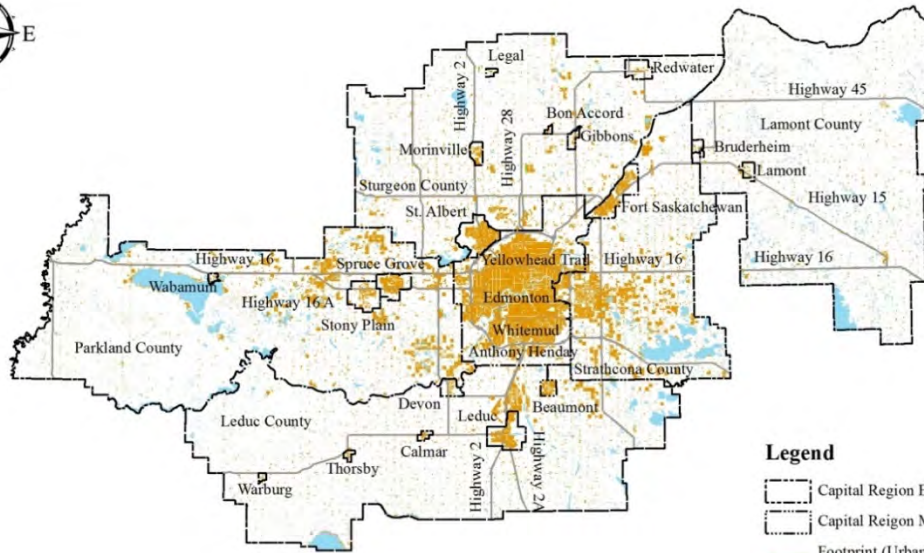 E
Legal
Redwater
Highway 2
Highway 45
Highway 28
Bon Accord
Lamont County
Gibbons
Morinville
Bruderheim
Lamont
Sturgeon County
Highway 15
St. Albert
Fort Saskatchewan
Highway 16
Spruce Grove
Yellowhead Trail
Highway 16
Highway 16
Wabamum
Highway 16 A
Edmonton
Stony Plain
Whitemud
Parkland County
Anthony Henday
Strathcona County
Devon
Leduc
Beaumont
Leduc County
Calmar
Highway 2
Highway 2A
Thorsby
Warburg
Legend
Capital Region
Capital Reigon
Footprint (Urban